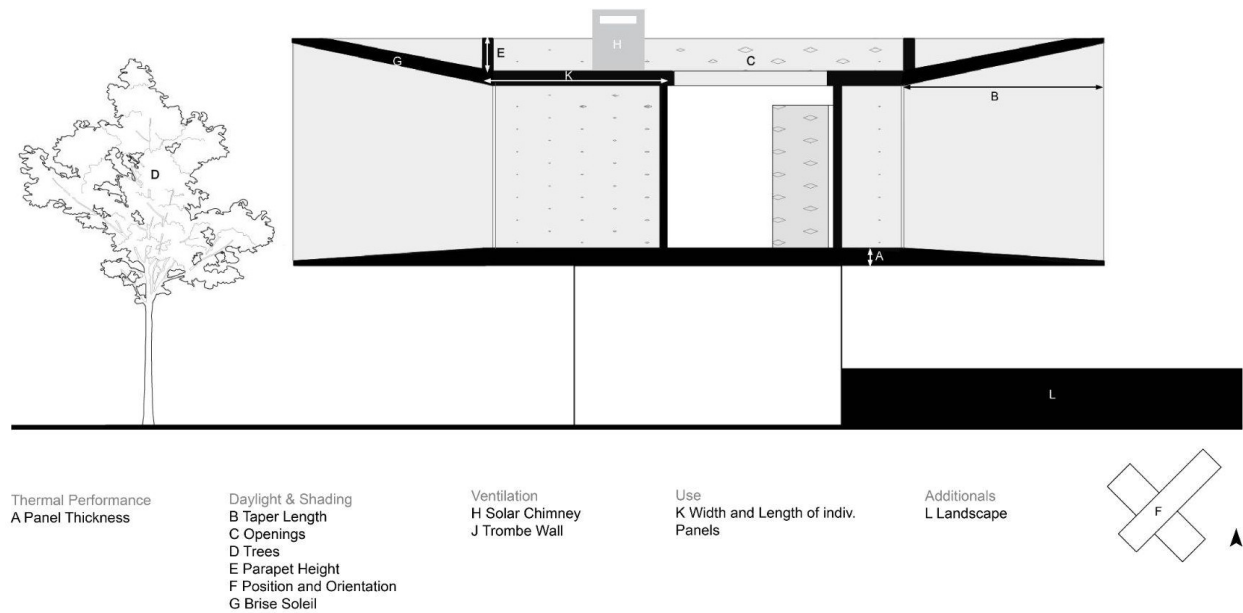 H
E
G
C
K
B
D
A
L
F
Thermal Performance
A Panel Thickness
Daylight & Shading
B Taper Length
C Openings
D Trees
E Parapet Height
F Position and Orientation
G Brise Soleil
Ventilation
H Solar Chimney
J Trombe Wall
Use
K Width and Length of indiv.
Panels
Additionals
L Landscape